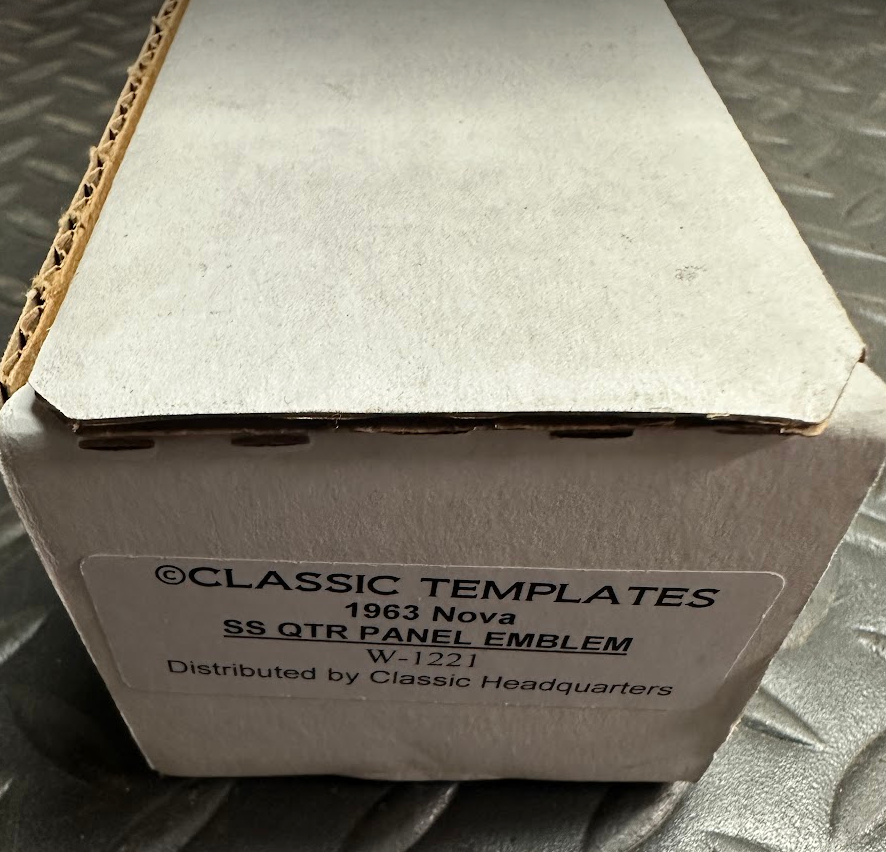 ©CLASSIC TEMPLATES
1963 Nova
SS QTR PANEL EMBLEM
W-1221
Distributed by Classic Headquarters